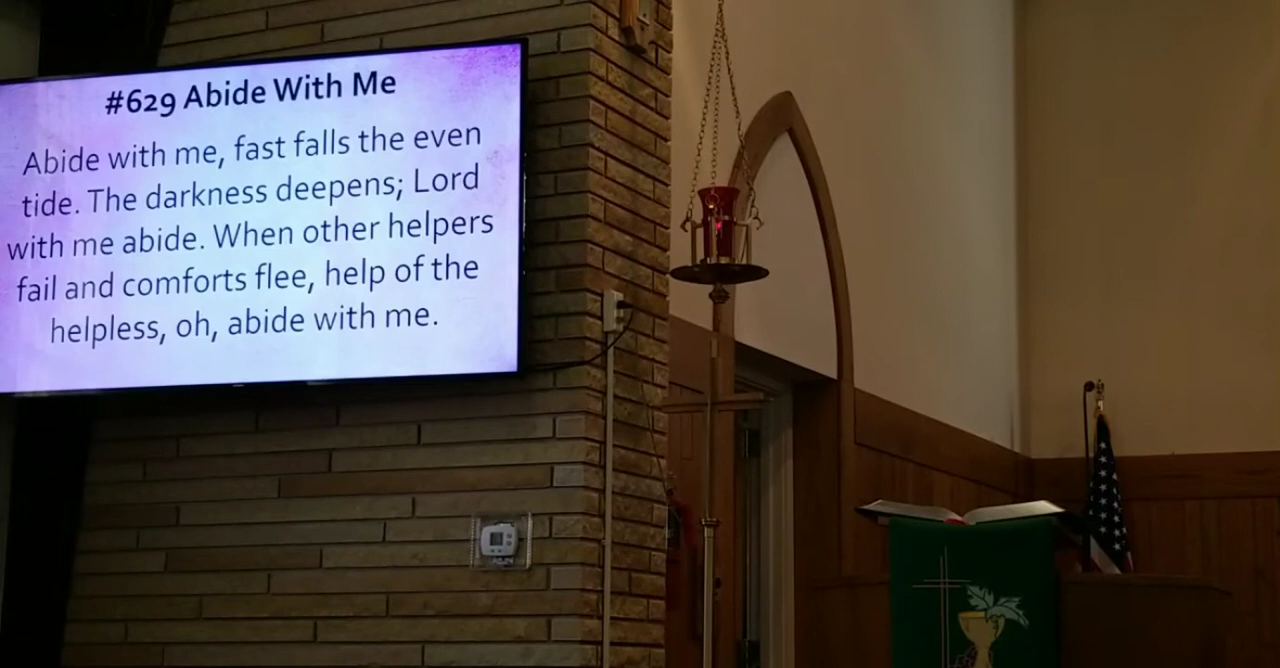 #629 Abide With Me
Abide with me, fast falls the even
tide. The darkness deepens; Lord
with me abide. When other helpers
fail and comforts flee, help of the
helpless, oh, abide with me.